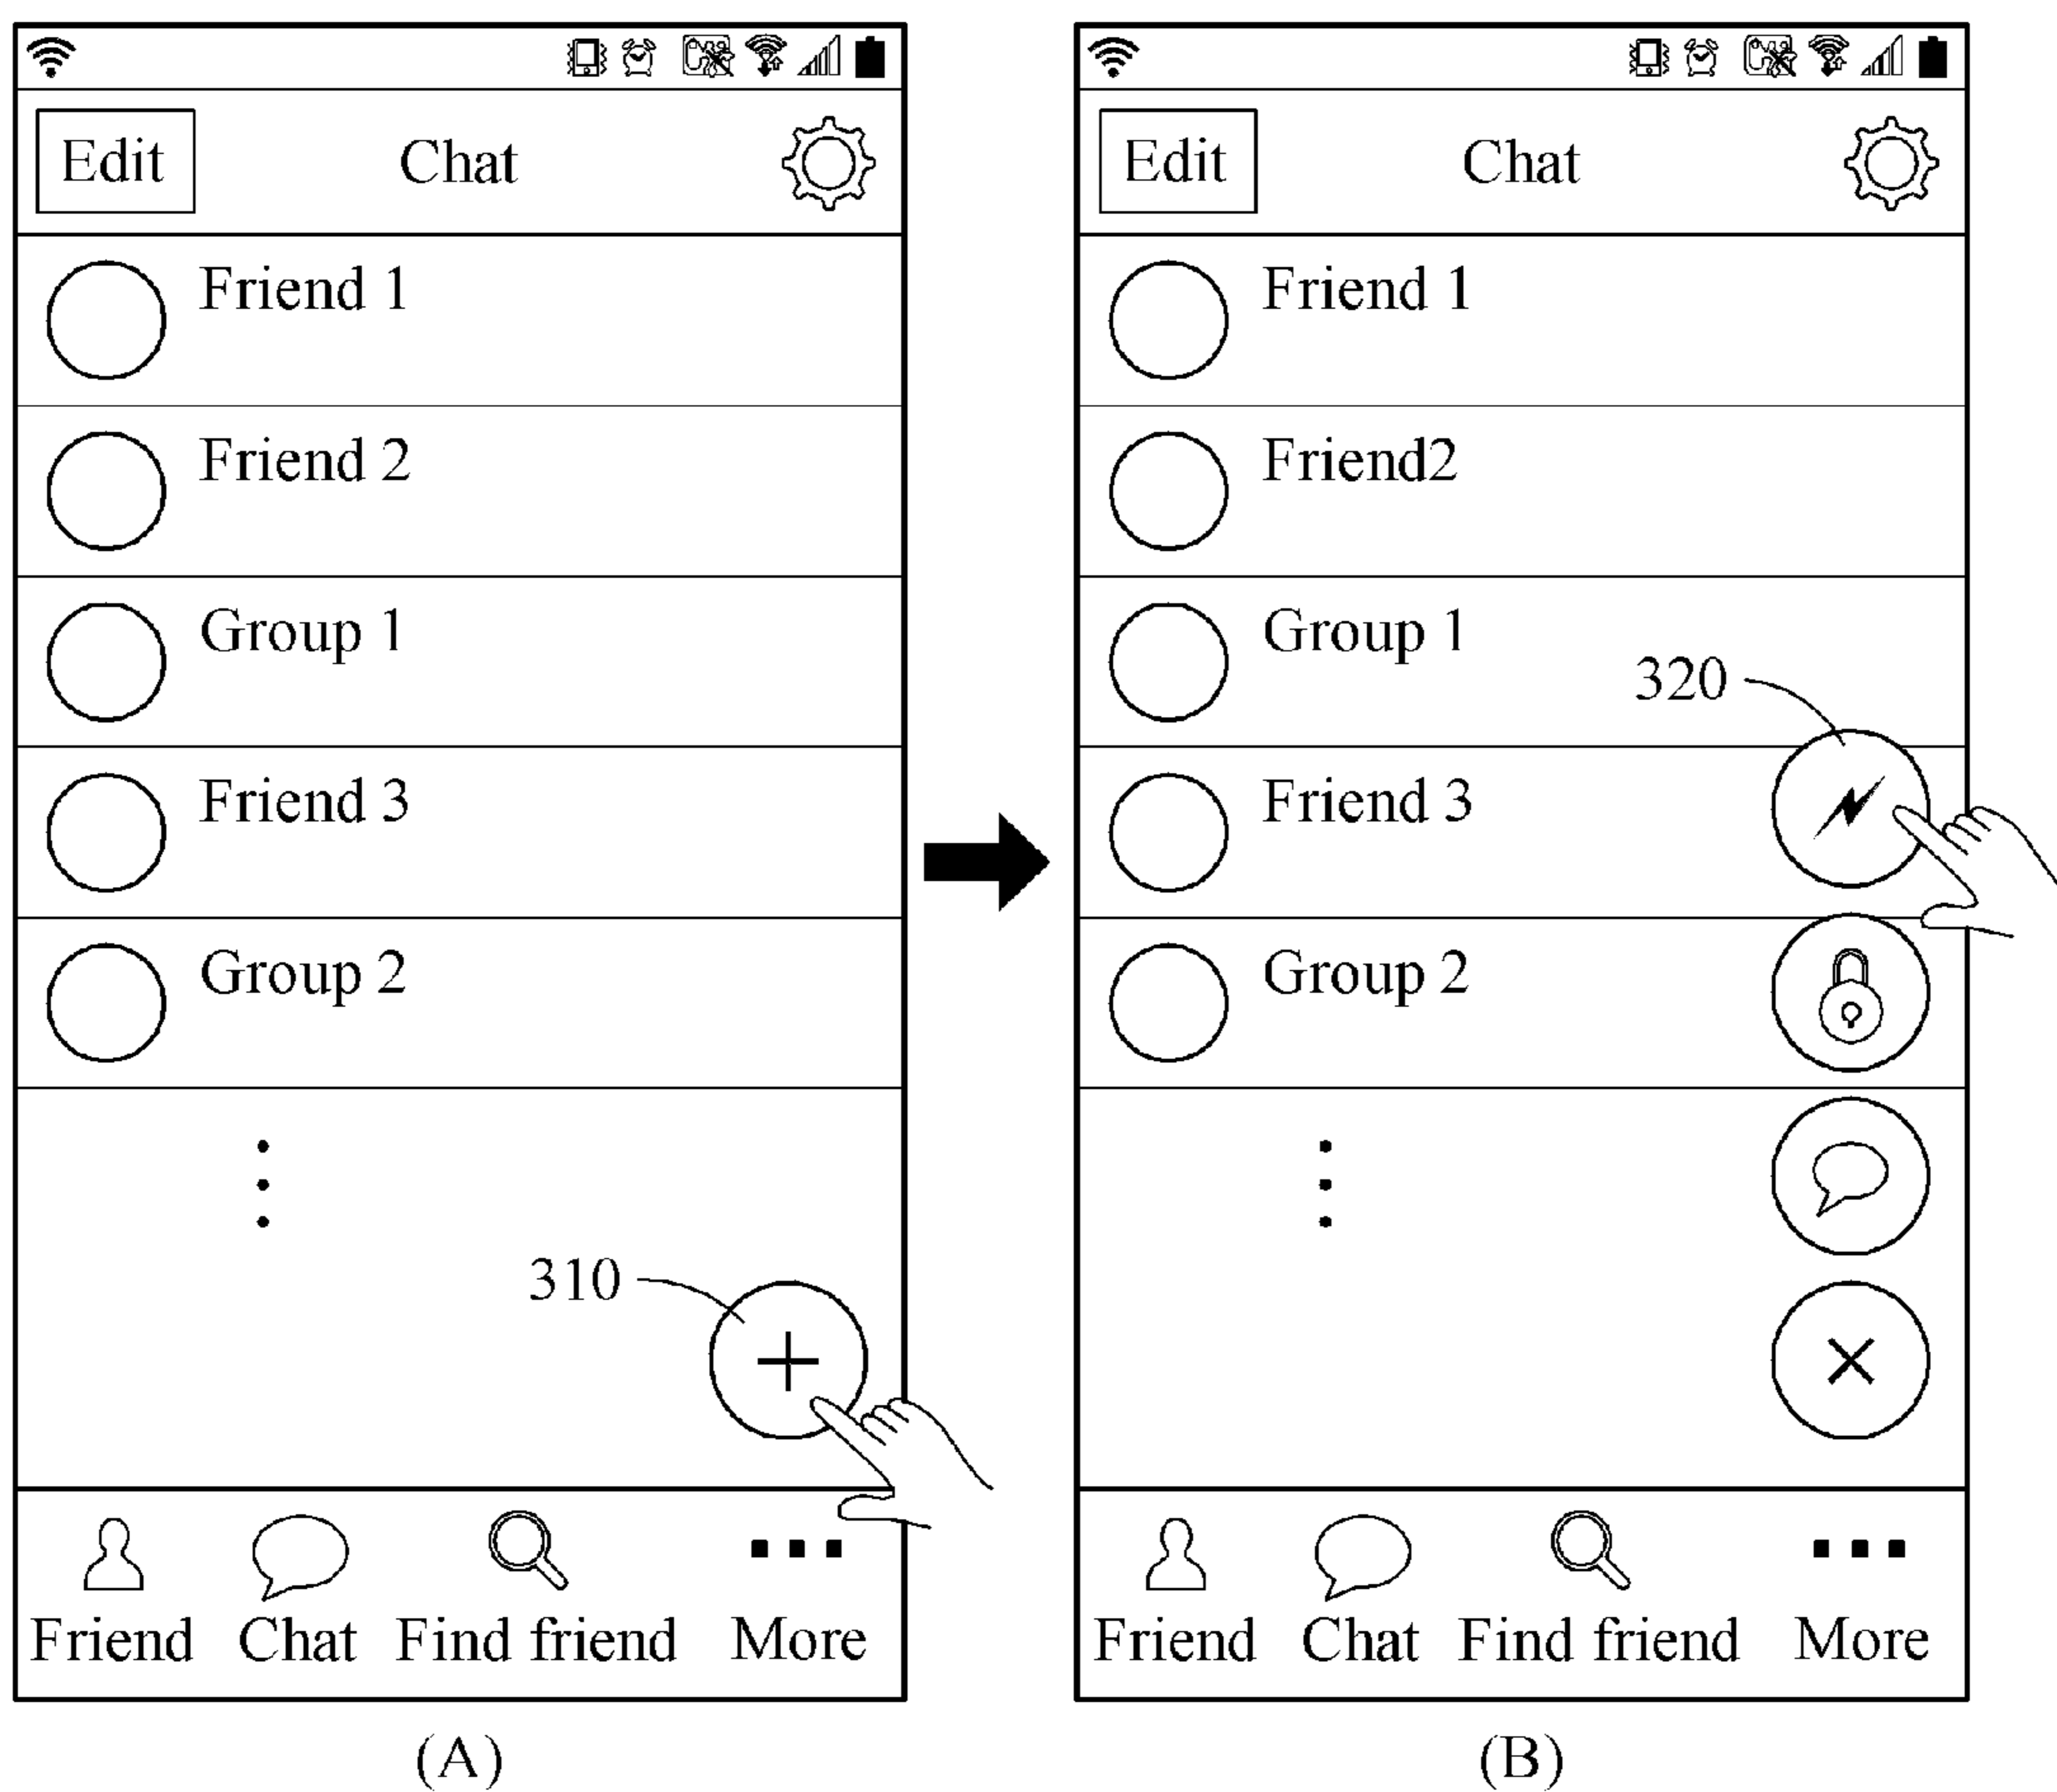 Edit Chat
Friend 1
Friend 2
Group 1
Friend 3
Group 2
310
Friend Chat Find friend More
(A)
Edit Chat
Friend 1
Friend2
Group 1
320
Friend 3
Group 2
Friend Chat Find friend More
(B)